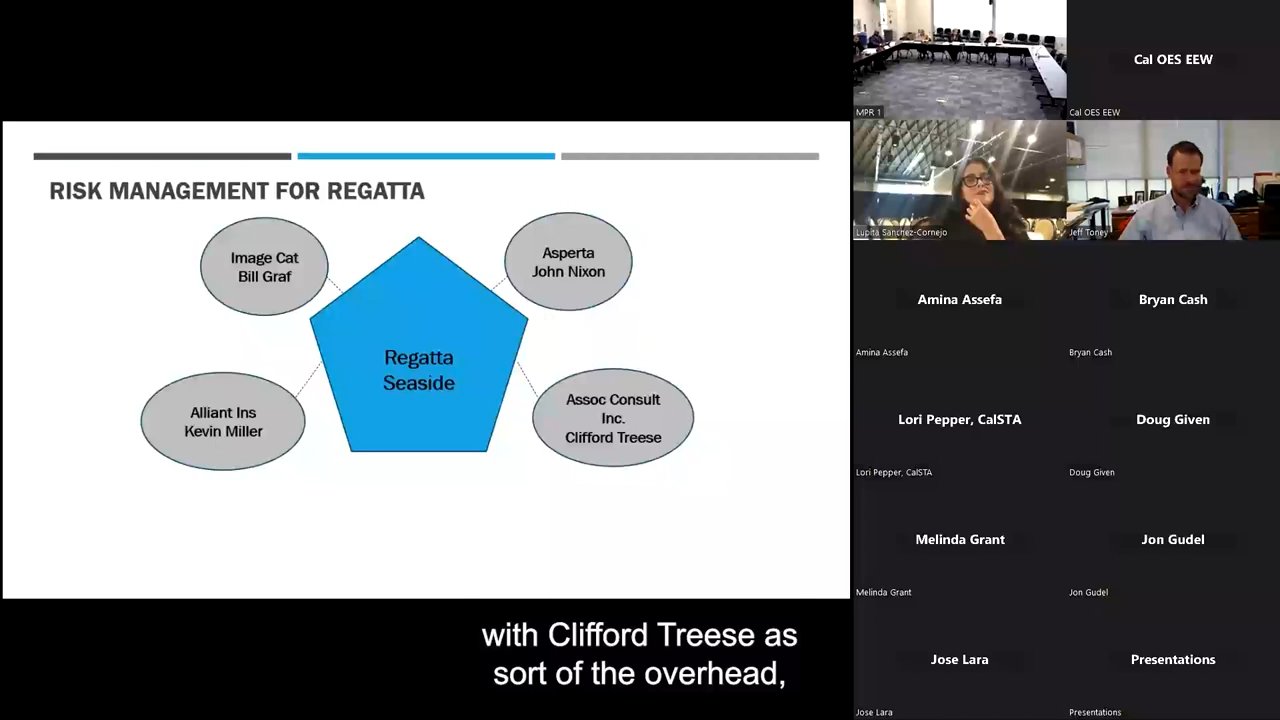 RISK MANAGEMENT FOR REGATTA
Image Cat
Bill Graf
Asperta
John Nixon
Regatta
Seaside
Alliant Ins
Kevin Miller
Assoc Consult
Inc.
Clifford Treese
with Clifford Treese as
sort of the overhead,
MPR 1
Cal OES EEW
Cal OES EEW
Lupita Sanchez-Cornejo
Jeff Toney
Amina Assefa
Amina Assefa
Bryan Cash
Bryan Cash
Lori Pepper, CalSTA
Lori Pepper, CalSTA
Doug Given
Doug Given
Melinda Grant
Melinda Grant
Jon Gudel
Jon Gudel
Jose Lara
Jose Lara
Presentations
Presentations